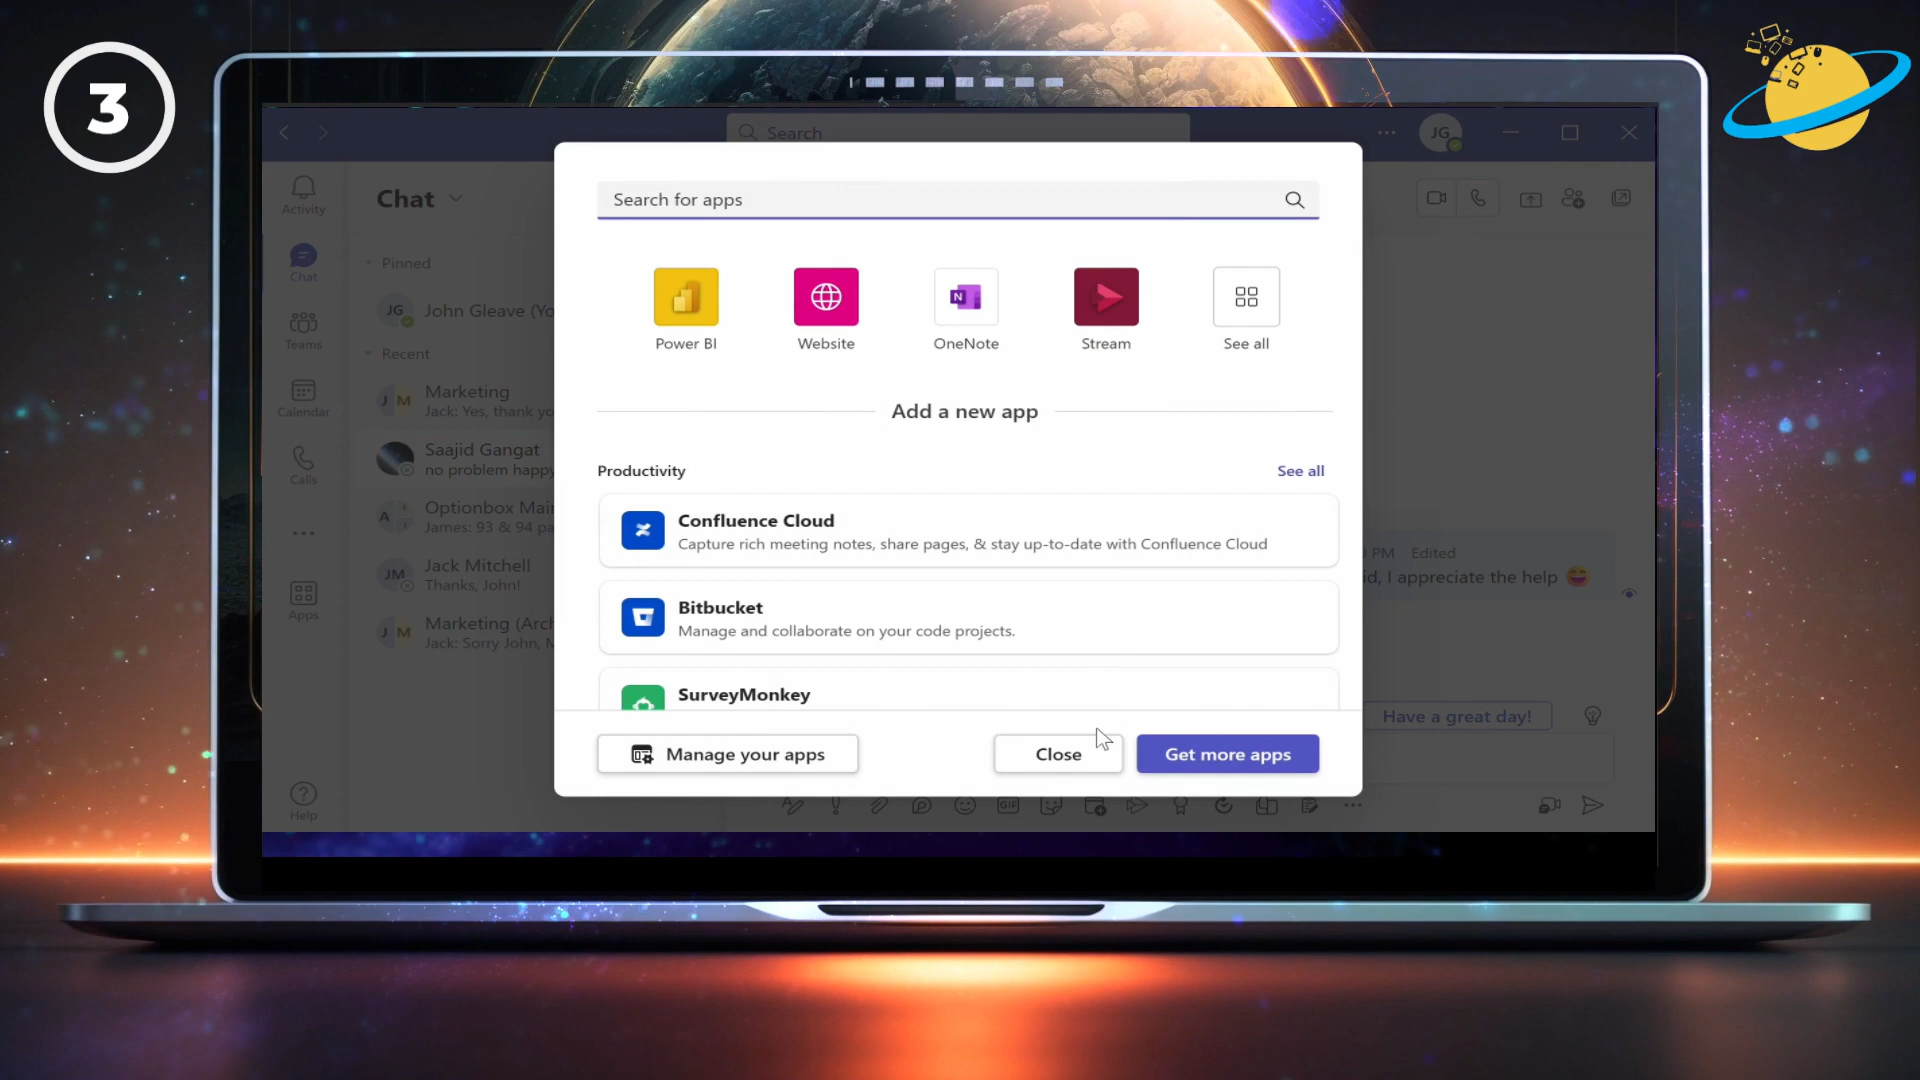 3
Search
JG
Search for apps
Activity
Chat
Chat
Teams
Calendar
Calls
Apps
Help
Pinned
JG
John Gleave (Yo
Recent
J M
Marketing
Jack: Yes, thank yo
Saajid Gangat
no problem happy
A
Optionbox Mai
James: 93 & 94 pa
JM
Jack Mitchell
Thanks, John!
J M
Marketing (Arc
Jack: Sorry John, M
N
Power BI
Website
OneNote
Stream
See all
Add a new app
Productivity
See all
Confluence Cloud
Capture rich meeting notes, share pages, & stay up-to-date with Confluence Cloud
Bitbucket
Manage and collaborate on your code projects.
SurveyMonkey
Manage your apps
Close
Get more apps
PM Edited
id, I appreciate the help
Have a great day!
GIF